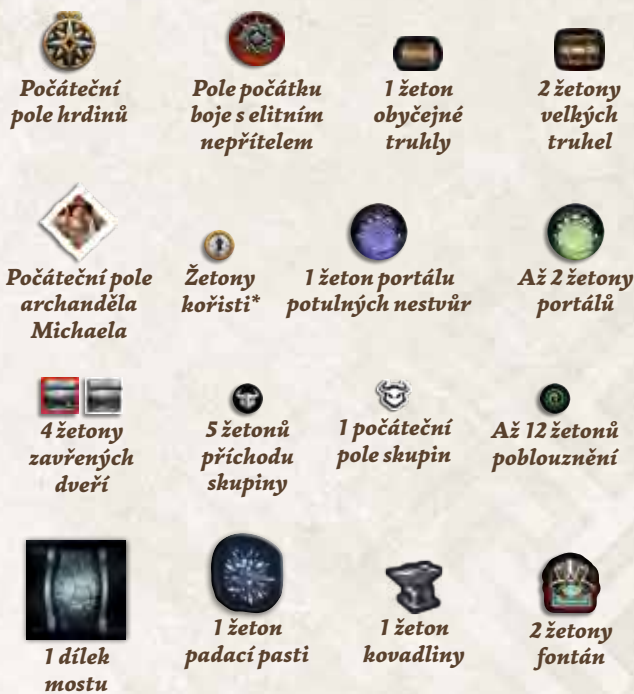 Počáteční
pole hrdinů
Pole počátku
boje s elitním
nepřítelem
1 žeton
obyčejné
truhly
2 žetony
velkých
truhel
Počáteční pole
archanděla
Michaela
Žetony
kořisti*
1 žeton portálu
potulných nestvůr
Až 2 žetony
portálů
4 žetony
zavřených
dveří
5 žetonů
příchodu
skupiny
1 počáteční
pole skupin
Až 12 žetonů
poblouznění
1 dílek
mostu
1 žeton
padací pasti
1 žeton
kovadliny
2 žetony
fontán